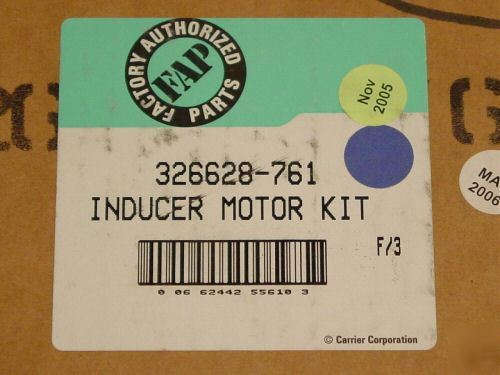 FACTORY AUTHORIZED
FAP
PARTS
Nov
2005
326628-761
INDUCER MOTOR KIT
F/3
0 06 62442 55610 3
MA
2006
© Carrier Corporation